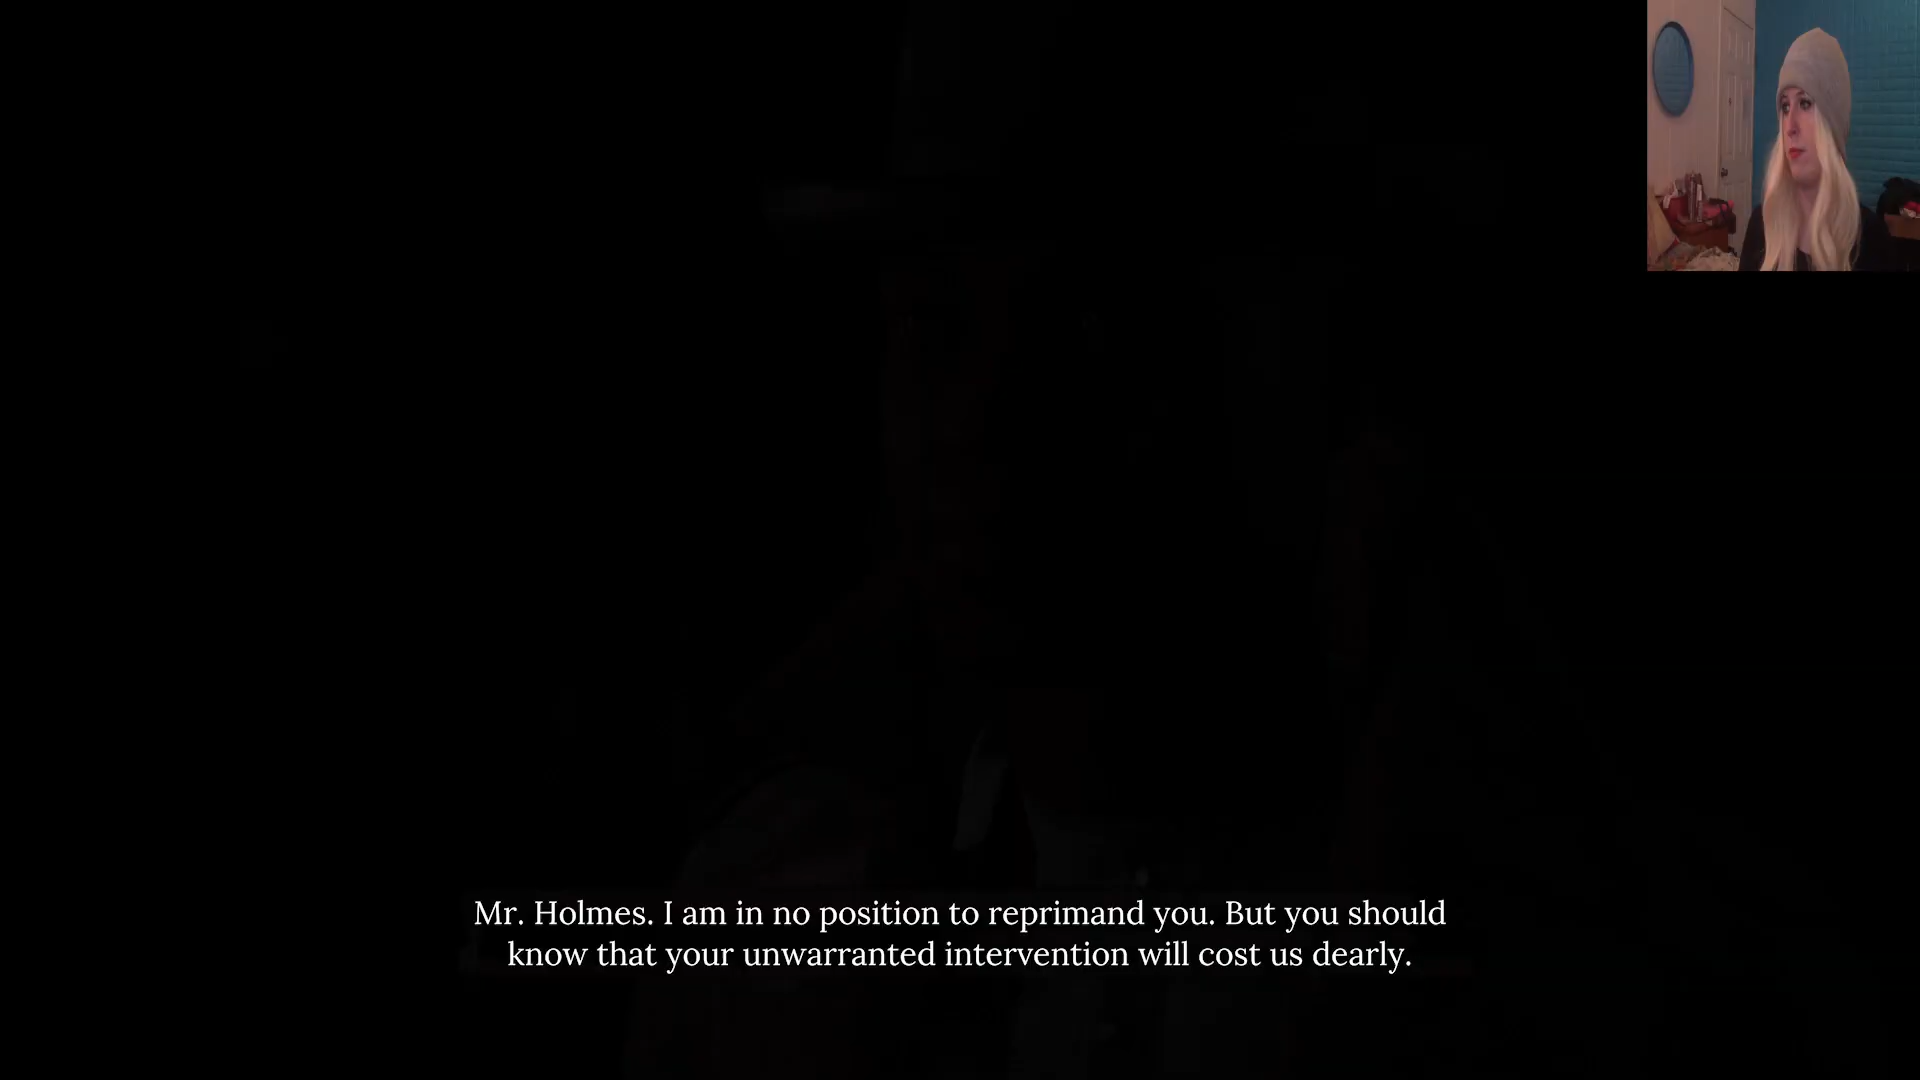 Mr. Holmes. I am in no position to reprimand you. But you should
know that your unwarranted intervention will cost us dearly.